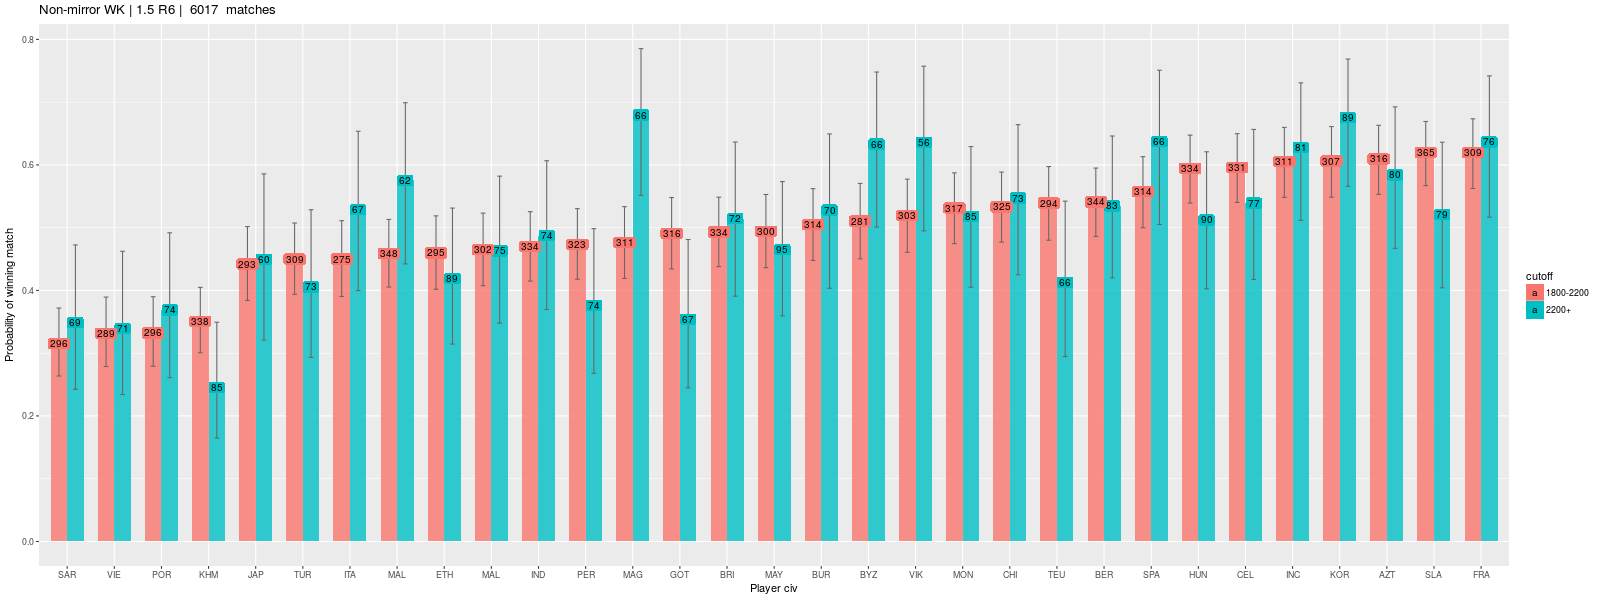 Non-mirror WK | 1.5 R6 | 6017 matches
0.8
0.6
0.4
0.2
0.0
Probability of winning match
296 69 289 71 296 74 338 85 293 60 309 73 275 67 348 62 295 89 302 75 334 74 323 74 311 66 316 67 334 72 300 95 314 70 281 66 303 56 317 85 325 73 294 66 344 83 314 66 334 90 331 77 311 81 307 89 316 80 365 79 309 76
SAR VIE POR KHM JAP TUR ITA MAL ETH MAL IND PER MAG GOT BRI MAY BUR BYZ VIK MON CHI TEU BER SPA HUN CEL INC KOR AZT SLA FRA
Player civ
cutoff
a 1800-2200
a 2200+